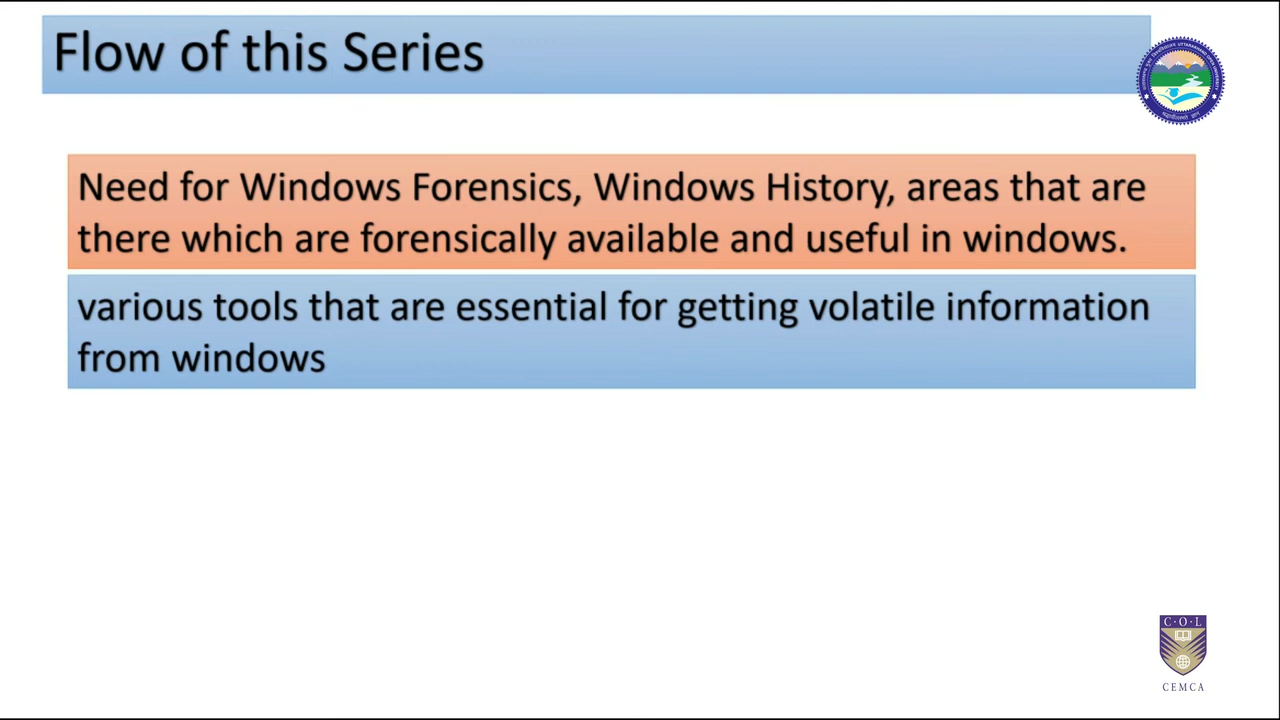 Flow of this Series
Need for Windows Forensics, Windows History, areas that are
there which are forensically available and useful in windows.
various tools that are essential for getting volatile information
from windows
C·O·L
CEMCA